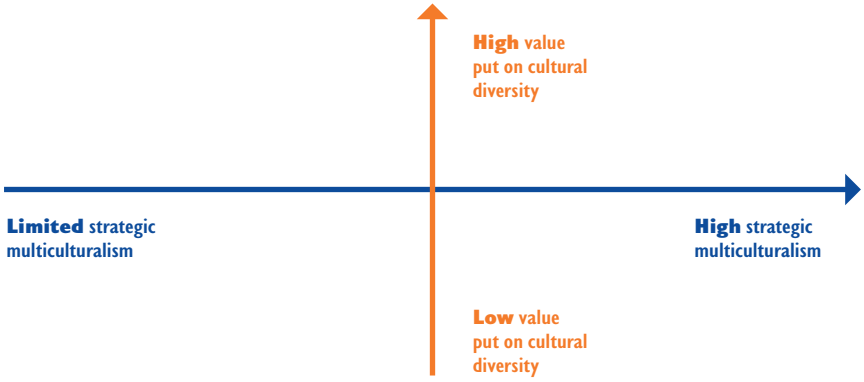 High value
put on cultural
diversity
Limited strategic
multiculturalism
High strategic
multiculturalism
Low value
put on cultural
diversity